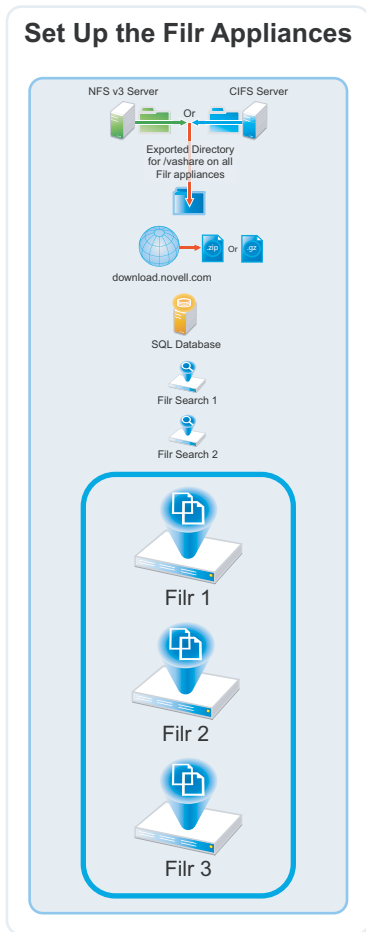 Set Up the Filr Appliances
NFS v3 Server
CIFS Server
Or
Exported Directory
for /vashare on all
Filr appliances
.zip
Or
.gz
download.novell.com
SQL Database
Filr Search 1
Filr Search 2
Filr 1
Filr 2
Filr 3